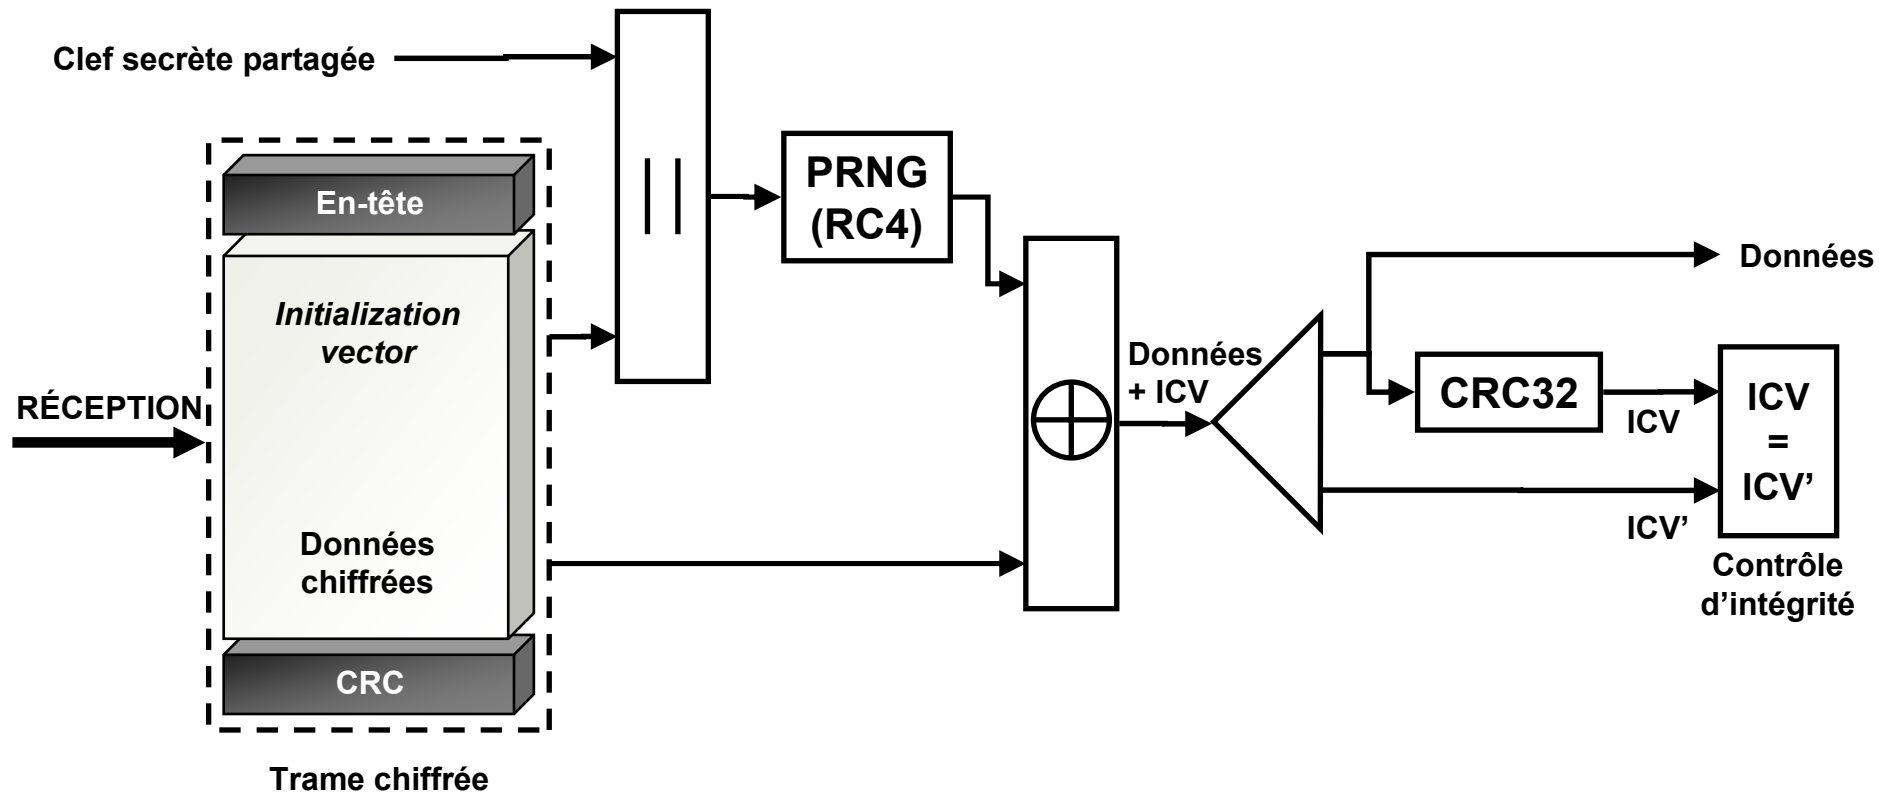 Clef secrète partagée
PRNG
(RC4)
En-tête
Initialization
vector
RÉCEPTION
Données
chiffrées
CRC
Trame chiffrée
Données
+ ICV
Données
CRC32
ICV
ICV’
ICV
=
ICV’
Contrôle
d’intégrité